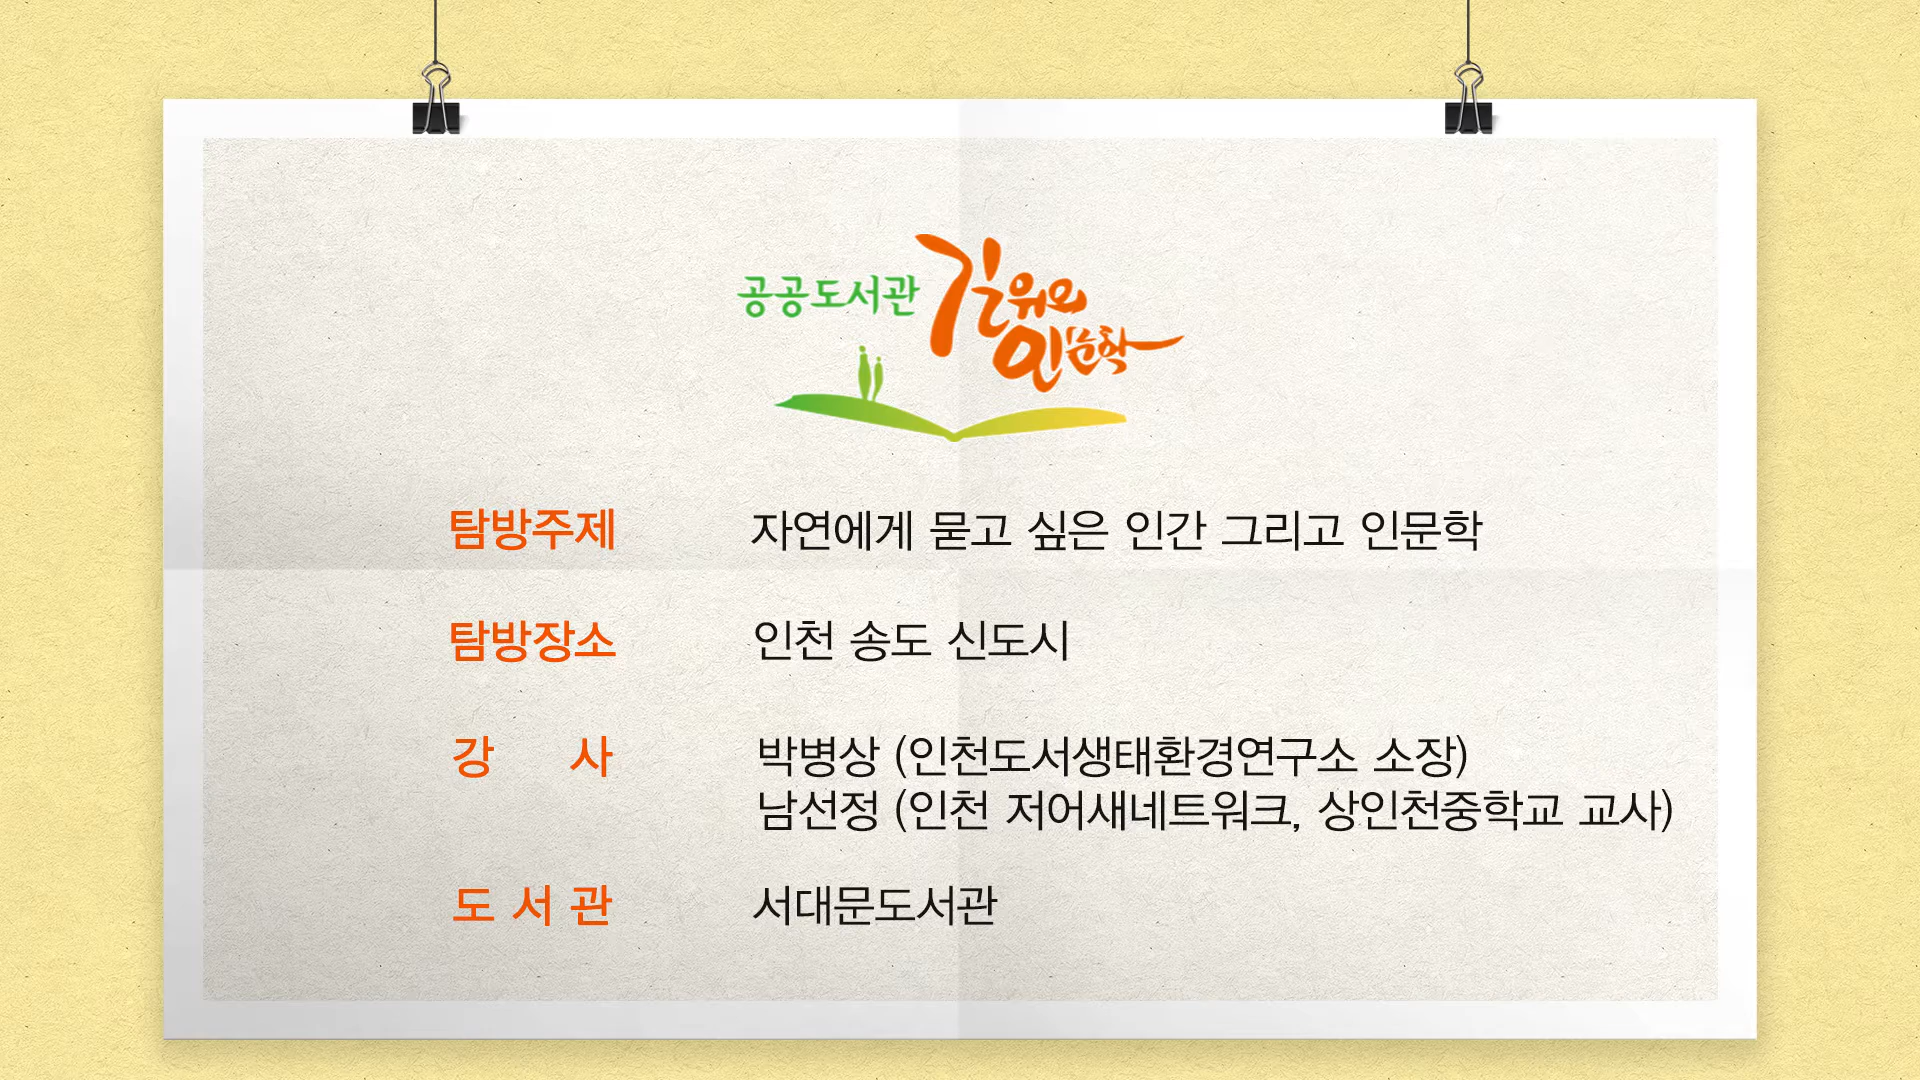 공공도서관 길 위의 인문학
탐방주제 자연에게 묻고 싶은 인간 그리고 인문학
탐방장소 인천 송도 신도시
강 사 박병상 (인천도서생태환경연구소 소장)
남선정 (인천 저어새네트워크, 상인천중학교 교사)
도 서 관 서대문도서관